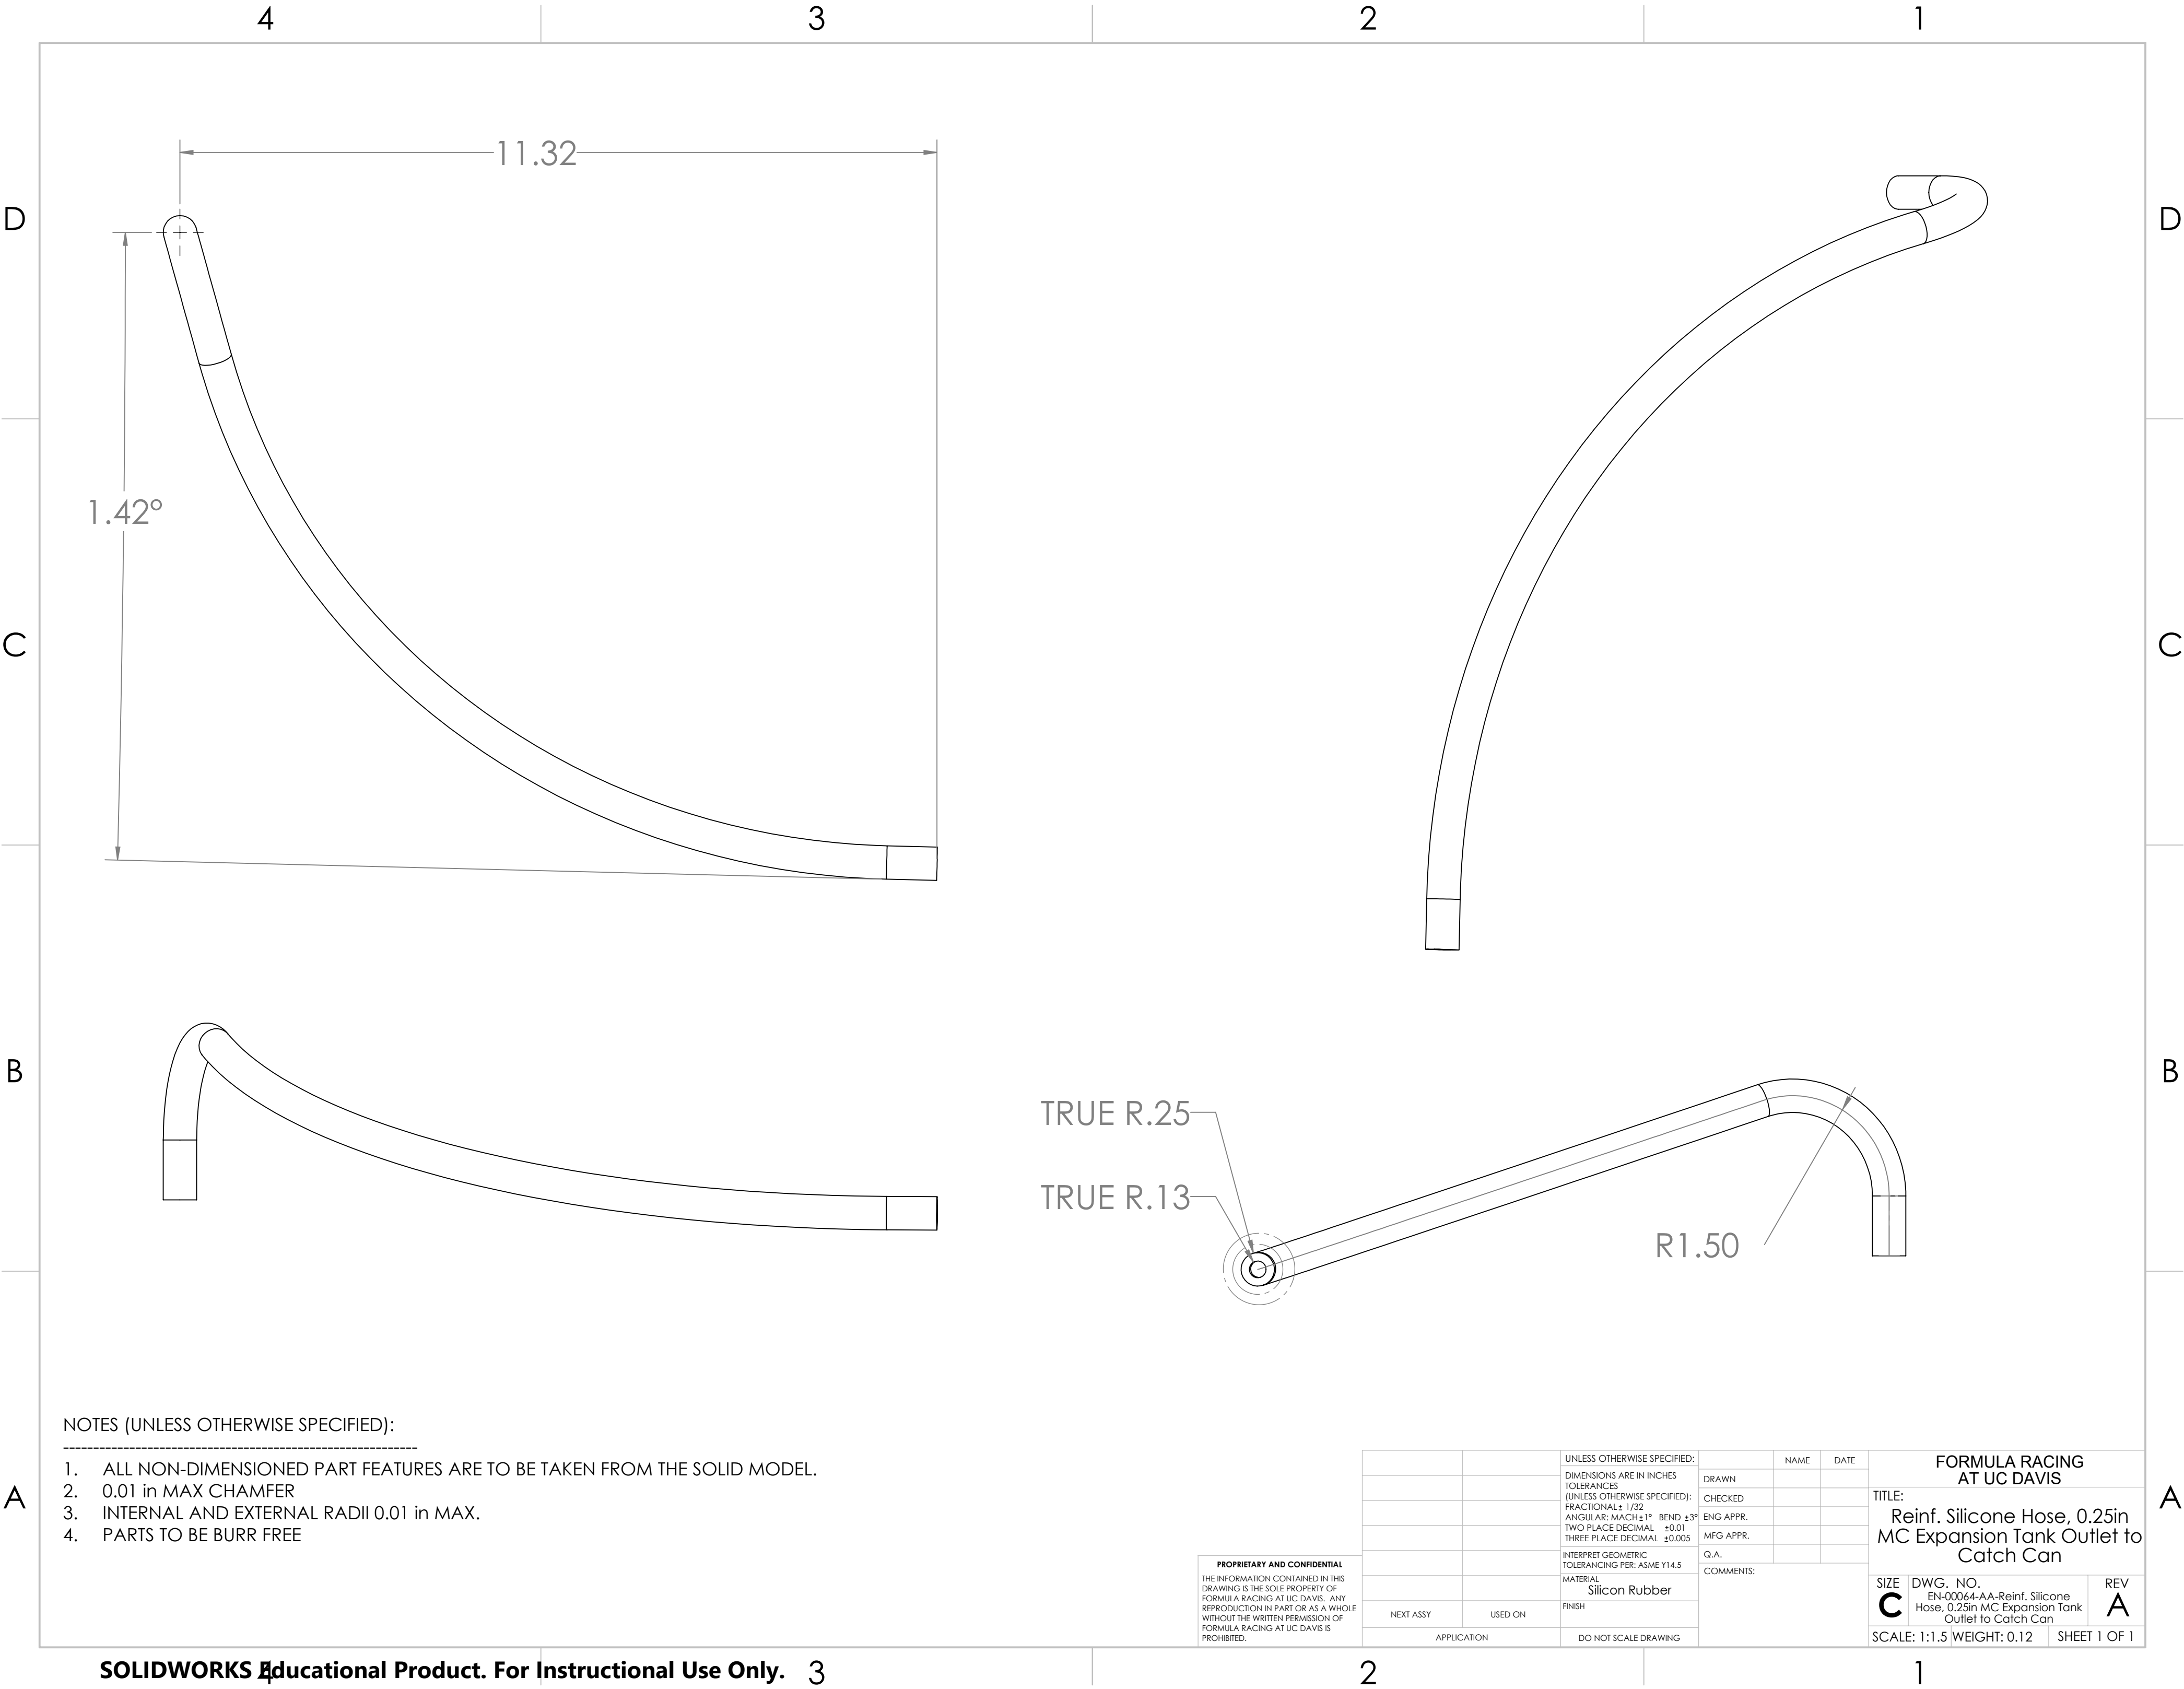 4 3 2 1
D D
C C
B B
A A
11.32
1.42°
TRUE R.25
TRUE R.13
R1.50
NOTES (UNLESS OTHERWISE SPECIFIED):
-----------------------------------------------------------
1. ALL NON-DIMENSIONED PART FEATURES ARE TO BE TAKEN FROM THE SOLID MODEL.
2. 0.01 in MAX CHAMFER
3. INTERNAL AND EXTERNAL RADII 0.01 in MAX.
4. PARTS TO BE BURR FREE
PROPRIETARY AND CONFIDENTIAL
THE INFORMATION CONTAINED IN THIS
DRAWING IS THE SOLE PROPERTY OF
FORMULA RACING AT UC DAVIS. ANY
REPRODUCTION IN PART OR AS A WHOLE
WITHOUT THE WRITTEN PERMISSION OF
FORMULA RACING AT UC DAVIS IS
PROHIBITED.
NEXT ASSY USED ON
APPLICATION
UNLESS OTHERWISE SPECIFIED:
DIMENSIONS ARE IN INCHES
TOLERANCES
(UNLESS OTHERWISE SPECIFIED):
FRACTIONAL± 1/32
ANGULAR: MACH±1° BEND ±3°
TWO PLACE DECIMAL ±0.01
THREE PLACE DECIMAL ±0.005
INTERPRET GEOMETRIC
TOLERANCING PER: ASME Y14.5
MATERIAL
Silicon Rubber
FINISH
DO NOT SCALE DRAWING
NAME DATE
DRAWN
CHECKED
ENG APPR.
MFG APPR.
Q.A.
COMMENTS:
FORMULA RACING
AT UC DAVIS
TITLE:
Reinf. Silicone Hose, 0.25in
MC Expansion Tank Outlet to
Catch Can
SIZE DWG. NO. REV
C A
EN-00064-AA-Reinf. Silicone
Hose, 0.25in MC Expansion Tank
Outlet to Catch Can
SCALE: 1:1.5 WEIGHT: 0.12 SHEET 1 OF 1
SOLIDWORKS Educational Product. For Instructional Use Only.
4 3 2 1